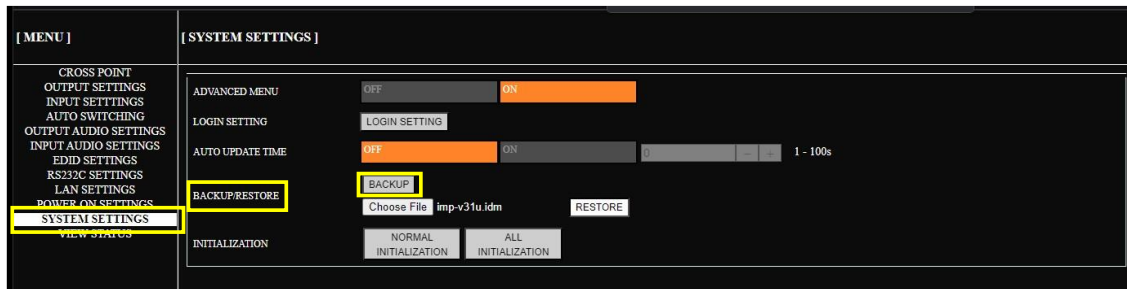 [ MENU ]
[ SYSTEM SETTINGS ]
CROSS POINT
OUTPUT SETTINGS
INPUT SETTTINGS
AUTO SWITCHING
OUTPUT AUDIO SETTINGS
INPUT AUDIO SETTINGS
EDID SETTINGS
RS232C SETTINGS
LAN SETTINGS
POWER ON SETTINGS
SYSTEM SETTINGS
VIEW STATUS
ADVANCED MENU OFF ON
LOGIN SETTING LOGIN SETTING
AUTO UPDATE TIME OFF ON 0 - + 1 - 100s
BACKUP/RESTORE BACKUP
Choose File imp-v31u.idm RESTORE
INITIALIZATION NORMAL INITIALIZATION ALL INITIALIZATION